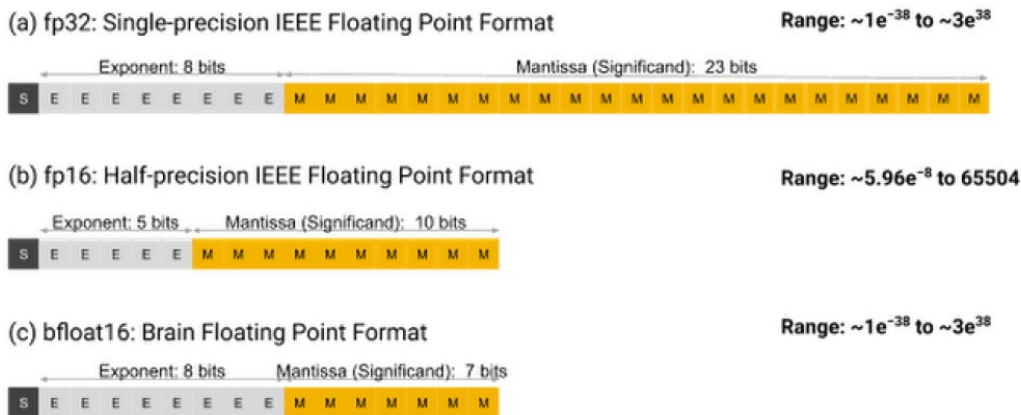 (a) fp32: Single-precision IEEE Floating Point Format
Range: ~1e⁻³⁸ to ~3e³⁸
Exponent: 8 bits
Mantissa (Significand): 23 bits
S E E E E E E E E M M M M M M M M M M M M M M M M M M M M M M M
(b) fp16: Half-precision IEEE Floating Point Format
Range: ~5.96e⁻⁸ to 65504
Exponent: 5 bits
Mantissa (Significand): 10 bits
S E E E E E M M M M M M M M M M
(c) bfloat16: Brain Floating Point Format
Range: ~1e⁻³⁸ to ~3e³⁸
Exponent: 8 bits
Mantissa (Significand): 7 bits
S E E E E E E E E M M M M M M M